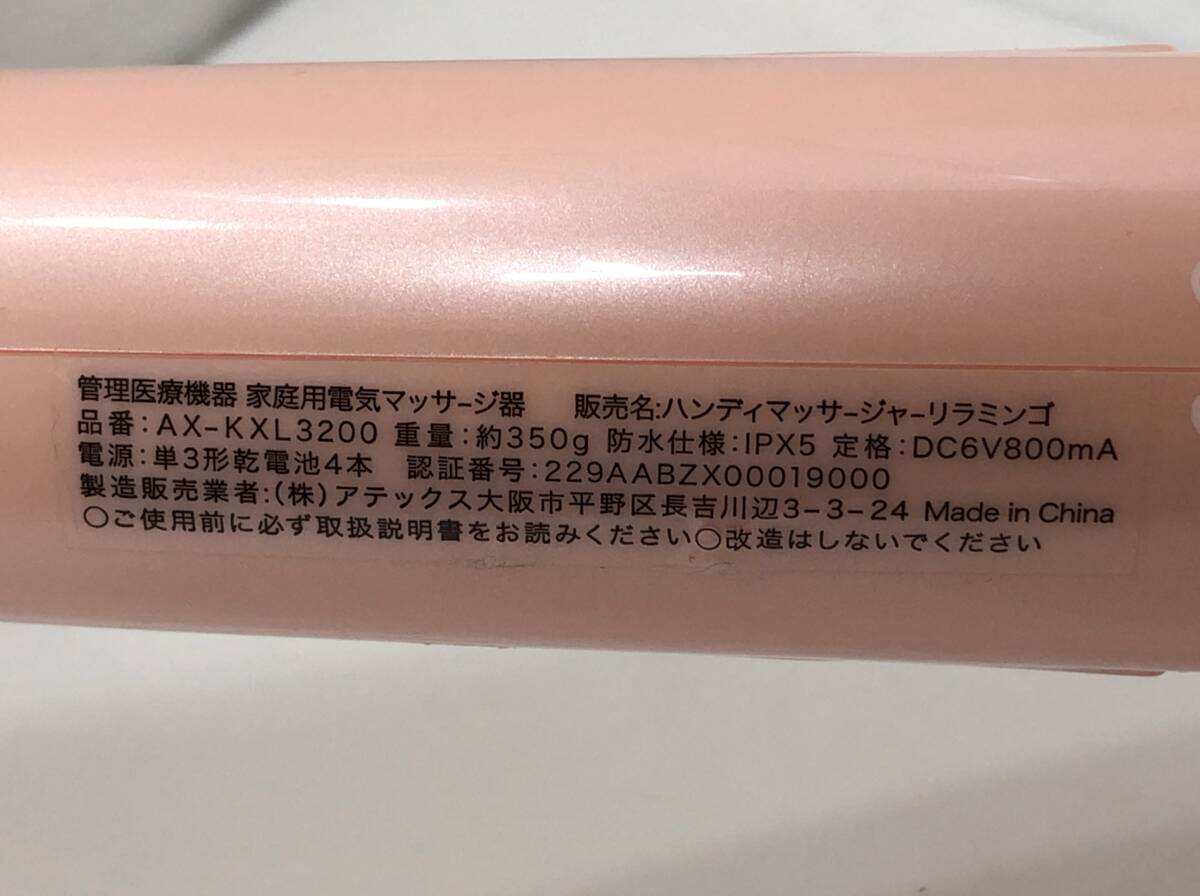 管理医療機器 家庭用電気マッサージ器 販売名:ハンディマッサージャーリラミンゴ
品番:AX-KXL3200 重量:約350g 防水仕様:IPX5 定格:DC6V800mA
電源:単3形乾電池4本 認証番号:229AABZX00019000
製造販売業者:(株)アテックス大阪市平野区長吉川辺3-3-24 Made in China
○ご使用前に必ず取扱説明書をお読みください○改造はしないでください